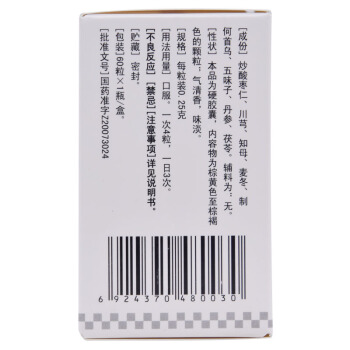 [成份] 炒酸枣仁、川芎、知母、麦冬、制
何首乌、五味子、丹参、茯苓。辅料为：无。
[性状] 本品为硬胶囊，内容物为棕黄色至棕褐
色的颗粒；气清香，味淡。
[规格] 每粒装0.25克
[用法用量] 口服。一次4粒，一日3次。
[不良反应] [禁忌] [注意事项] 详见说明书。
[贮藏] 密封。
[包装] 60粒×1瓶/盒。
[批准文号] 国药准字Z20073024
6 924370 480030